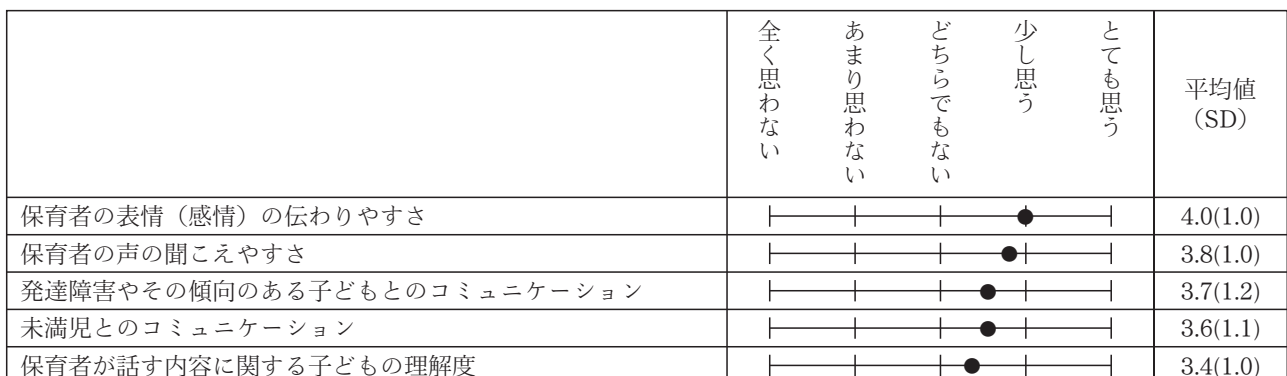 全く思わない
あまり思わない
どちらでもない
少し思う
とても思う
平均値
（SD）
保育者の表情（感情）の伝わりやすさ 4.0(1.0)
保育者の声の聞こえやすさ 3.8(1.0)
発達障害やその傾向のある子どもとのコミュニケーション 3.7(1.2)
未満児とのコミュニケーション 3.6(1.1)
保育者が話す内容に関する子どもの理解度 3.4(1.0)